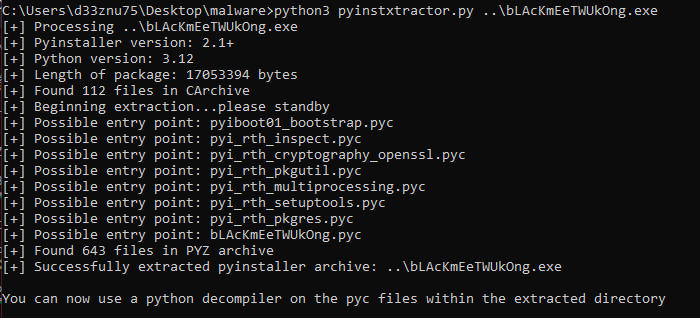 C:\Users\d33znu75\Desktop\malware>python3 pyinstxtractor.py ..\bLAcKmEeTWUkOng.exe
[+] Processing ..\bLAcKmEeTWUkOng.exe
[+] Pyinstaller version: 2.1+
[+] Python version: 3.12
[+] Length of package: 17053394 bytes
[+] Found 112 files in CArchive
[+] Beginning extraction...please standby
[+] Possible entry point: pyiboot01_bootstrap.pyc
[+] Possible entry point: pyi_rth_inspect.pyc
[+] Possible entry point: pyi_rth_cryptography_openssl.pyc
[+] Possible entry point: pyi_rth_pkgutil.pyc
[+] Possible entry point: pyi_rth_multiprocessing.pyc
[+] Possible entry point: pyi_rth_setuptools.pyc
[+] Possible entry point: pyi_rth_pkgres.pyc
[+] Possible entry point: bLAcKmEeTWUkOng.pyc
[+] Found 643 files in PYZ archive
[+] Successfully extracted pyinstaller archive: ..\bLAcKmEeTWUkOng.exe
You can now use a python decompiler on the pyc files within the extracted directory